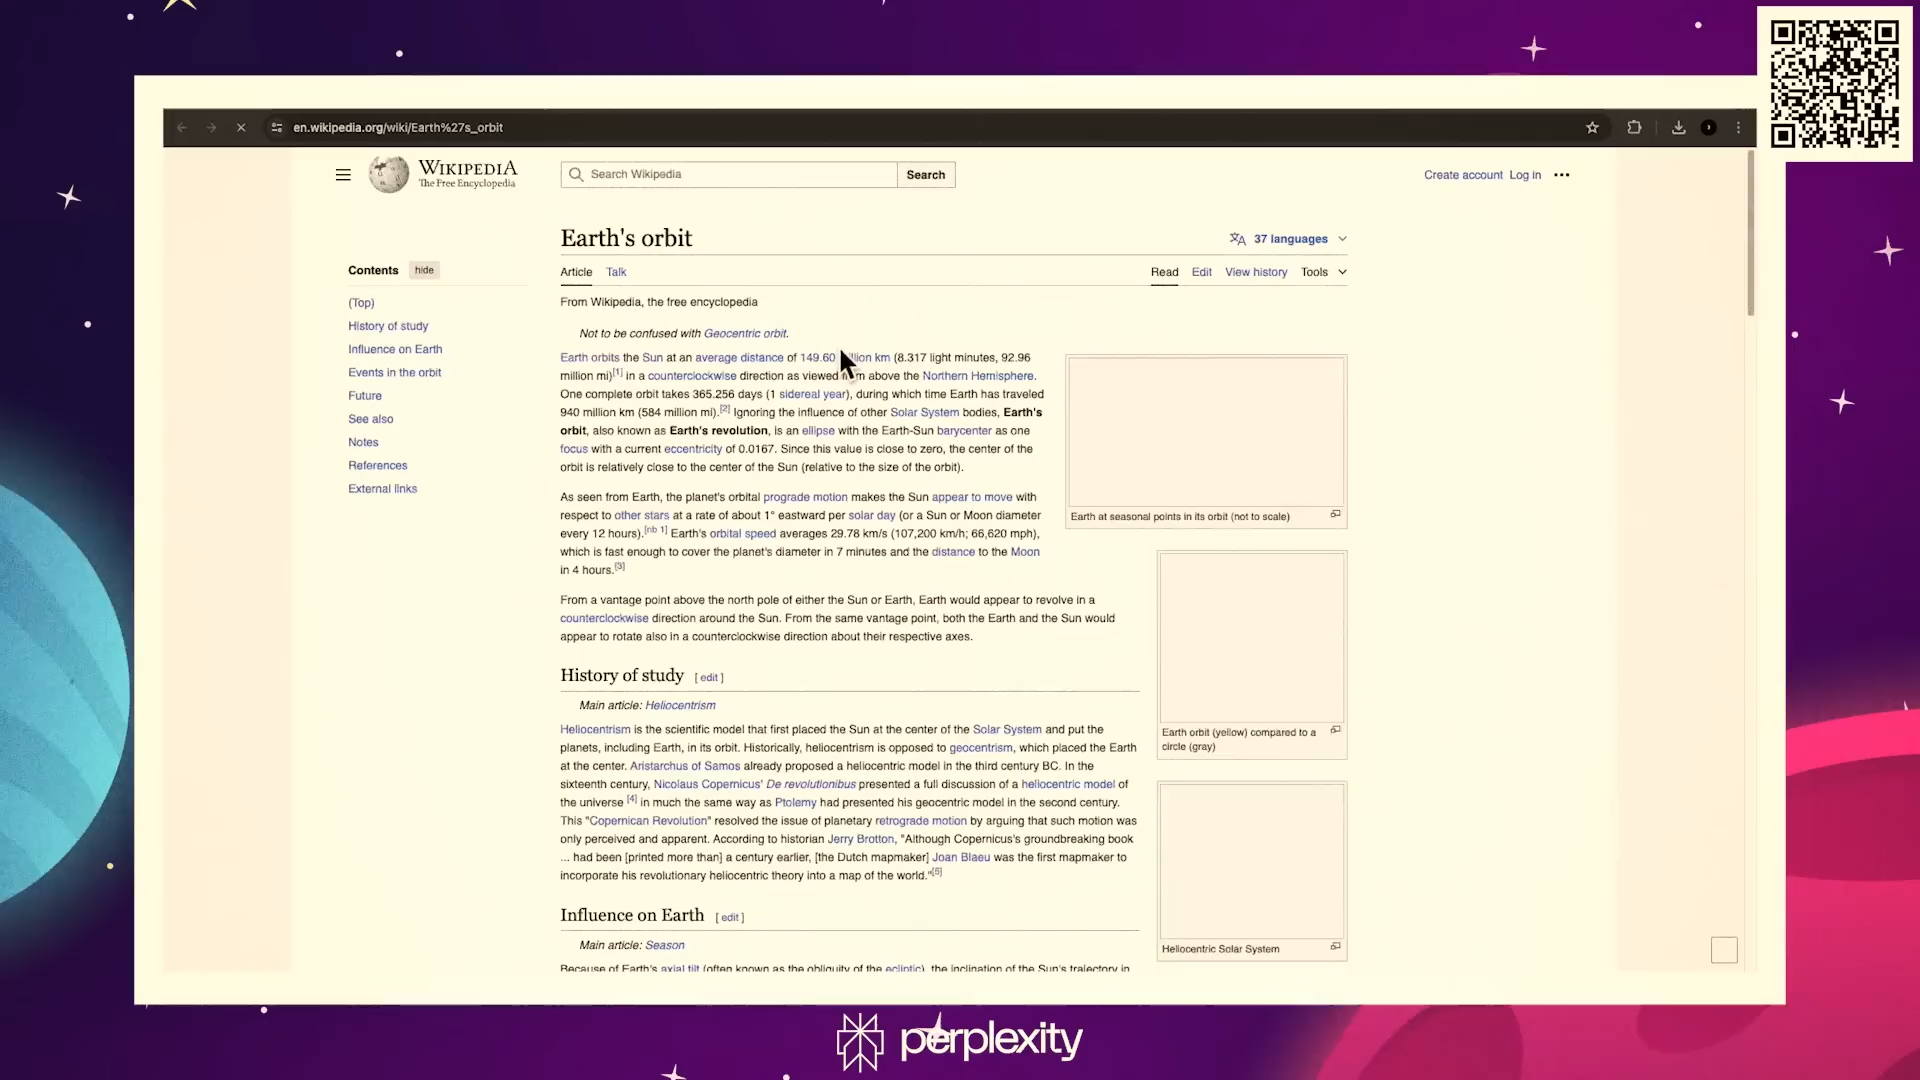 en.wikipedia.org/wiki/Earth%27s_orbit
WIKIPEDIA
The Free Encyclopedia
Search Wikipedia
Search
Create account Log in
Earth's orbit
37 languages
Contents hide
Article Talk
Read Edit View history Tools
(Top)
History of study
Influence on Earth
Events in the orbit
Future
See also
Notes
References
External links
From Wikipedia, the free encyclopedia
Not to be confused with Geocentric orbit.
Earth orbits the Sun at an average distance of 149.60 km (8.317 light minutes, 92.96
million mi)[1] in a counterclockwise direction as viewed above the Northern Hemisphere.
One complete orbit takes 365.256 days (1 sidereal year), during which time Earth has traveled
940 million km (584 million mi).[2] Ignoring the influence of other Solar System bodies, Earth's
orbit, also known as Earth's revolution, is an ellipse with the Earth-Sun barycenter as one
focus with a current eccentricity of 0.0167. Since this value is close to zero, the center of the
orbit is relatively close to the center of the Sun (relative to the size of the orbit).
As seen from Earth, the planet's orbital prograde motion makes the Sun appear to move with
respect to other stars at a rate of about 1° eastward per solar day (or a Sun or Moon diameter
every 12 hours).[nb 1] Earth's orbital speed averages 29.78 km/s (107,200 km/h; 66,620 mph),
which is fast enough to cover the planet's diameter in 7 minutes and the distance to the Moon
in 4 hours.[3]
From a vantage point above the north pole of either the Sun or Earth, Earth would appear to revolve in a
counterclockwise direction around the Sun. From the same vantage point, both the Earth and the Sun would
appear to rotate also in a counterclockwise direction about their respective axes.
Earth at seasonal points in its orbit (not to scale)
Earth orbit (yellow) compared to a
circle (gray)
Heliocentric Solar System
History of study [ edit ]
Main article: Heliocentrism
Heliocentrism is the scientific model that first placed the Sun at the center of the Solar System and put the
planets, including Earth, in its orbit. Historically, heliocentrism is opposed to geocentrism, which placed the Earth
at the center. Aristarchus of Samos already proposed a heliocentric model in the third century BC. In the
sixteenth century, Nicolaus Copernicus' De revolutionibus presented a full discussion of a heliocentric model of
the universe [4] in much the same way as Ptolemy had presented his geocentric model in the second century.
This "Copernican Revolution" resolved the issue of planetary retrograde motion by arguing that such motion was
only perceived and apparent. According to historian Jerry Brotton, "Although Copernicus's groundbreaking book
... had been [printed more than] a century earlier, [the Dutch mapmaker] Joan Blaeu was the first mapmaker to
incorporate his revolutionary heliocentric theory into a map of the world."[5]
Influence on Earth [ edit ]
Main article: Season
Because of Earth's axial tilt (often known as the obliquity of the ecliptic), the inclination of the Sun's trajectory in
perplexity